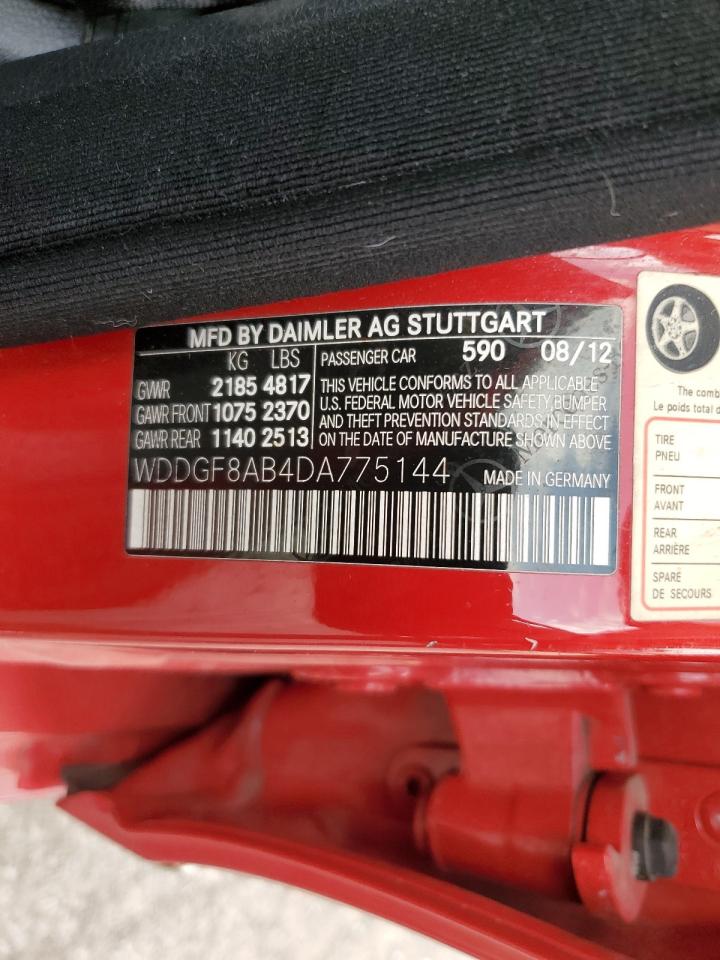 MFD BY DAIMLER AG STUTTGART
KG LBS
GVWR 2185 4817
GAWR FRONT 1075 2370
GAWR REAR 1140 2513
PASSENGER CAR 590 08/12
THIS VEHICLE CONFORMS TO ALL APPLICABLE
U.S. FEDERAL MOTOR VEHICLE SAFETY, BUMPER
AND THEFT PREVENTION STANDARDS IN EFFECT
ON THE DATE OF MANUFACTURE SHOWN ABOVE
WDDGF8AB4DA775144 MADE IN GERMANY
The comb
Le poids total d
TIRE
PNEU
FRONT
AVANT
REAR
ARRIÈRE
SPARE
DE SECOURS